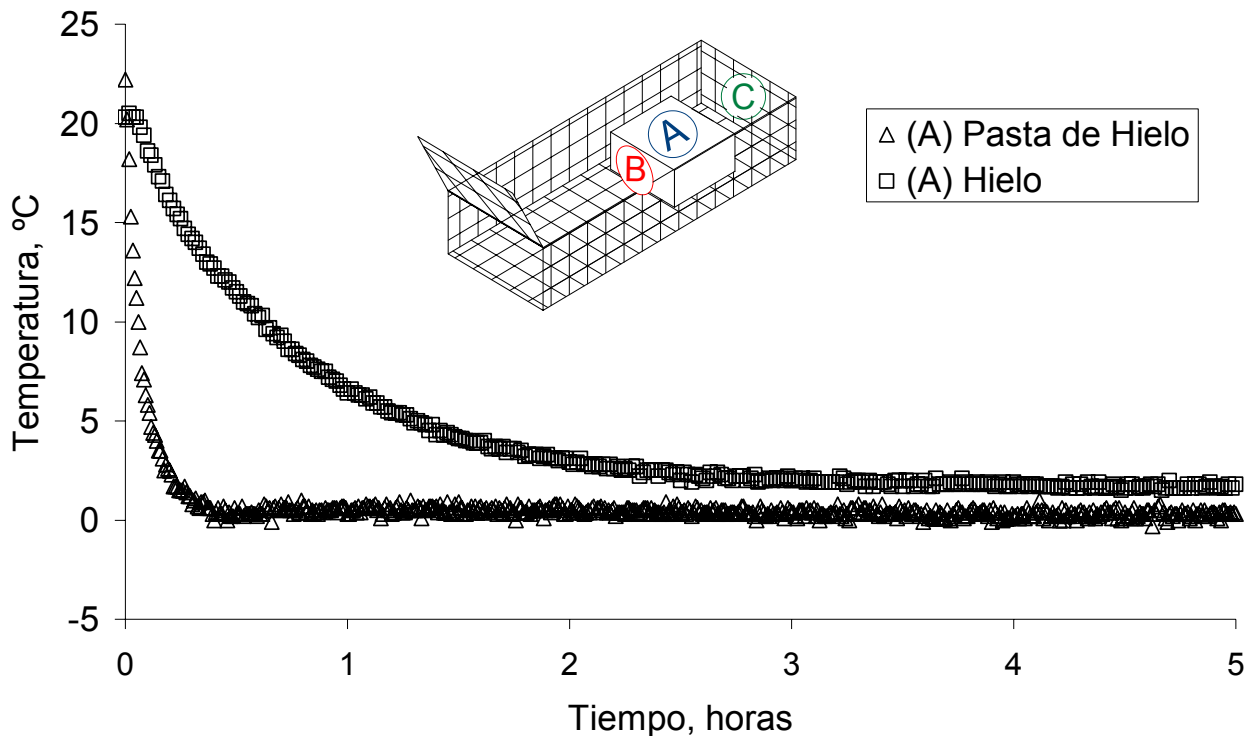 25
20
15
10
5
0
-5
Temperatura, ºC
A
B
C
(A) Pasta de Hielo
(A) Hielo
0 1 2 3 4 5
Tiempo, horas